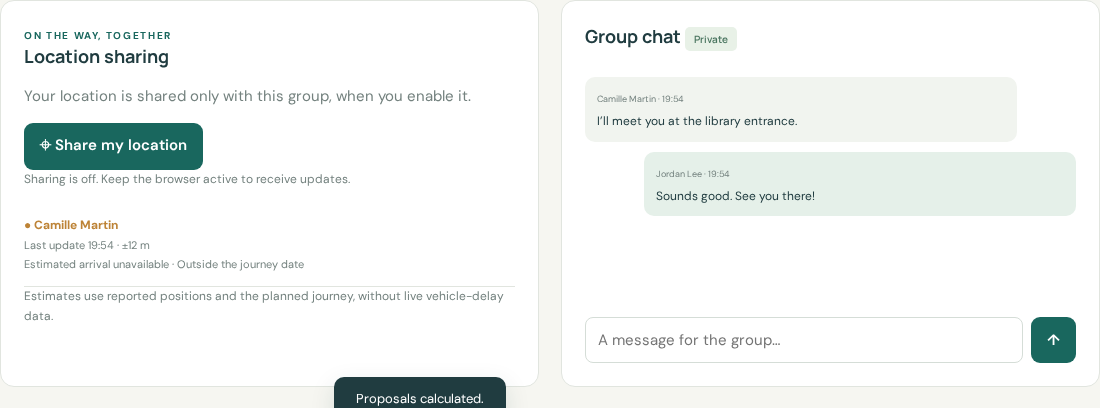 ON THE WAY, TOGETHER
Location sharing
Your location is shared only with this group, when you enable it.
⌖ Share my location
Sharing is off. Keep the browser active to receive updates.
● Camille Martin
Last update 19:54 · ±12 m
Estimated arrival unavailable · Outside the journey date
Estimates use reported positions and the planned journey, without live vehicle-delay
data.
Group chat Private
Camille Martin · 19:54
I’ll meet you at the library entrance.
Jordan Lee · 19:54
Sounds good. See you there!
A message for the group…
↑
Proposals calculated.